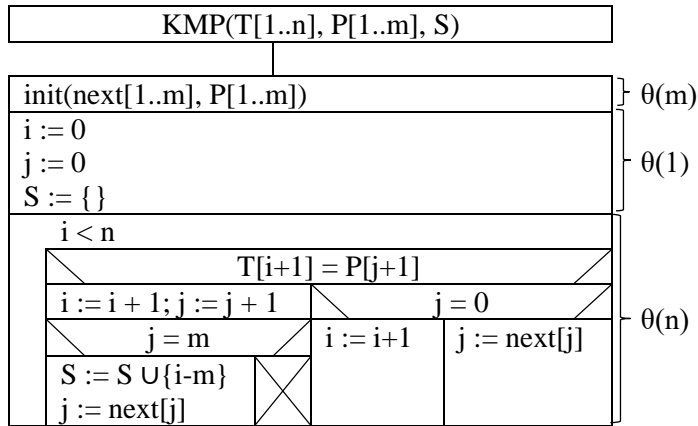 KMP(T[1..n], P[1..m], S)
init(next[1..m], P[1..m])
θ(m)
i := 0
j := 0
S := { }
θ(1)
i < n
T[i+1] = P[j+1]
i := i + 1; j := j + 1
j = 0
j = m
i := i+1
j := next[j]
S := S ∪{i-m}
j := next[j]
θ(n)